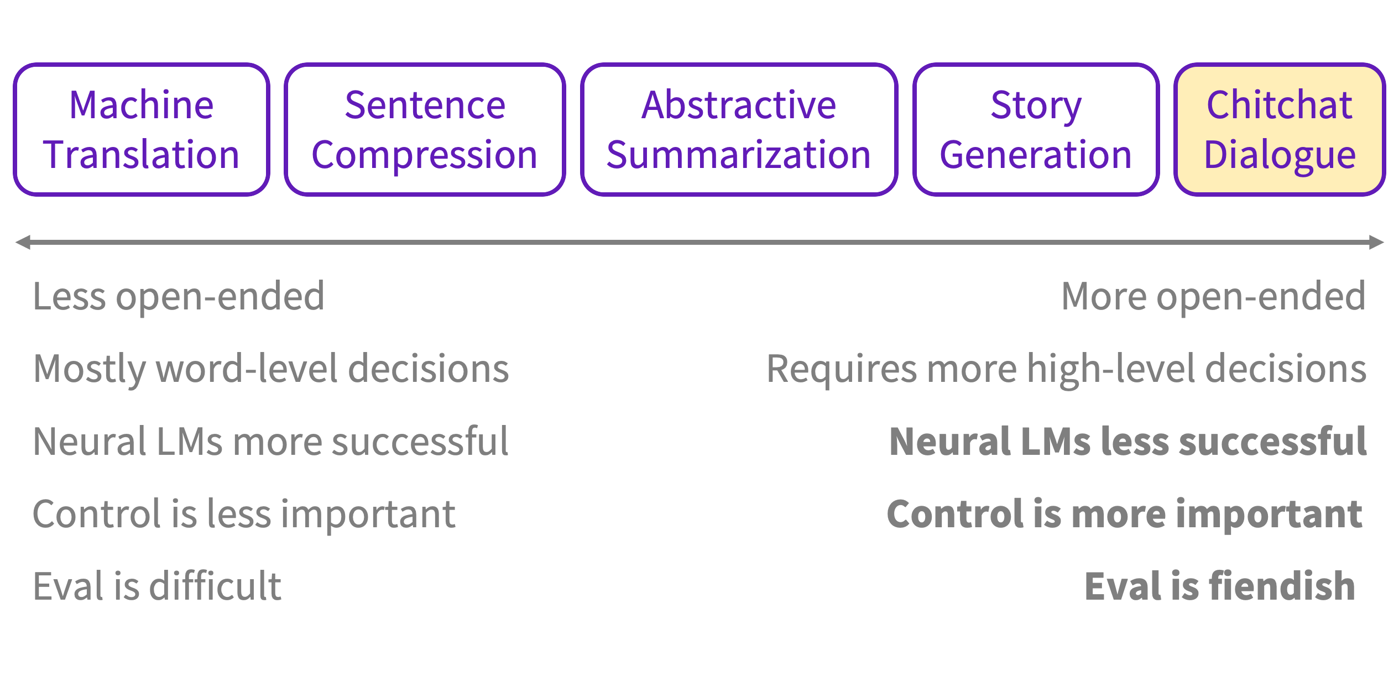 Machine
Translation
Sentence
Compression
Abstractive
Summarization
Story
Generation
Chitchat
Dialogue
Less open-ended
More open-ended
Mostly word-level decisions
Requires more high-level decisions
Neural LMs more successful
Neural LMs less successful
Control is less important
Control is more important
Eval is difficult
Eval is fiendish